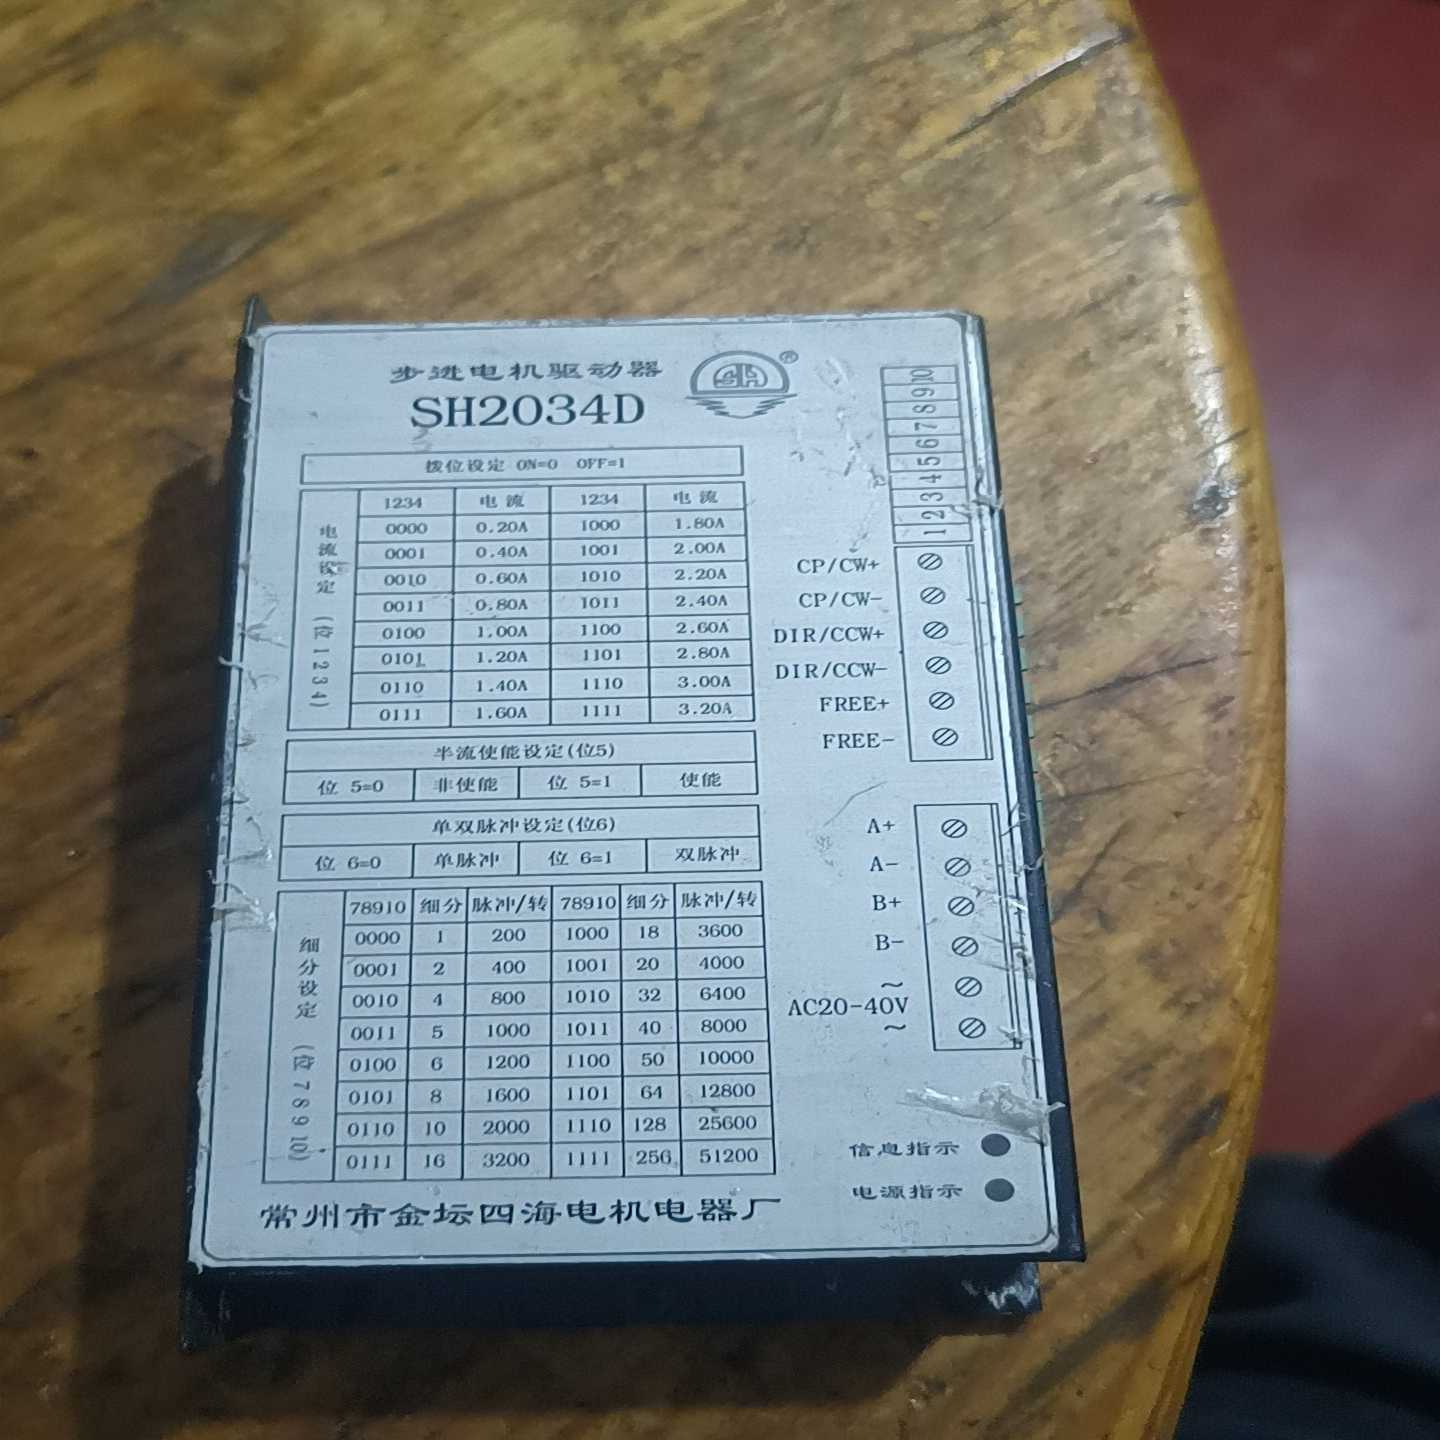 步进电机驱动器
SH ®
SH2034D
拨位设定 ON=0 OFF=1
电流设定 (位1234)
1234 电流 1234 电流
0000 0.20A 1000 1.80A
0001 0.40A 1001 2.00A
0010 0.60A 1010 2.20A
0011 0.80A 1011 2.40A
0100 1.00A 1100 2.60A
0101 1.20A 1101 2.80A
0110 1.40A 1110 3.00A
0111 1.60A 1111 3.20A
半流使能设定(位5)
位 5=0 非使能 位 5=1 使能
单双脉冲设定(位6)
位 6=0 单脉冲 位 6=1 双脉冲
细分设定 (位78910)
78910 细分 脉冲/转 78910 细分 脉冲/转
0000 1 200 1000 18 3600
0001 2 400 1001 20 4000
0010 4 800 1010 32 6400
0011 5 1000 1011 40 8000
0100 6 1200 1100 50 10000
0101 8 1600 1101 64 12800
0110 10 2000 1110 128 25600
0111 16 3200 1111 256 51200
常州市金坛四海电机电器厂
1 2 3 4 5 6 7 8 9 10
CP/CW+
CP/CW-
DIR/CCW+
DIR/CCW-
FREE+
FREE-
A+
A-
B+
B-
~
AC20-40V
~
信息指示
电源指示